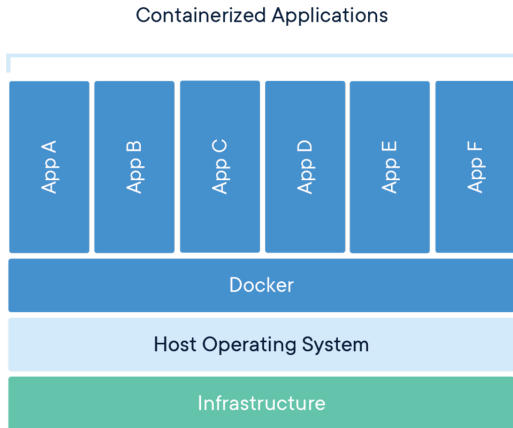 Containerized Applications
App A
App B
App C
App D
App E
App F
Docker
Host Operating System
Infrastructure